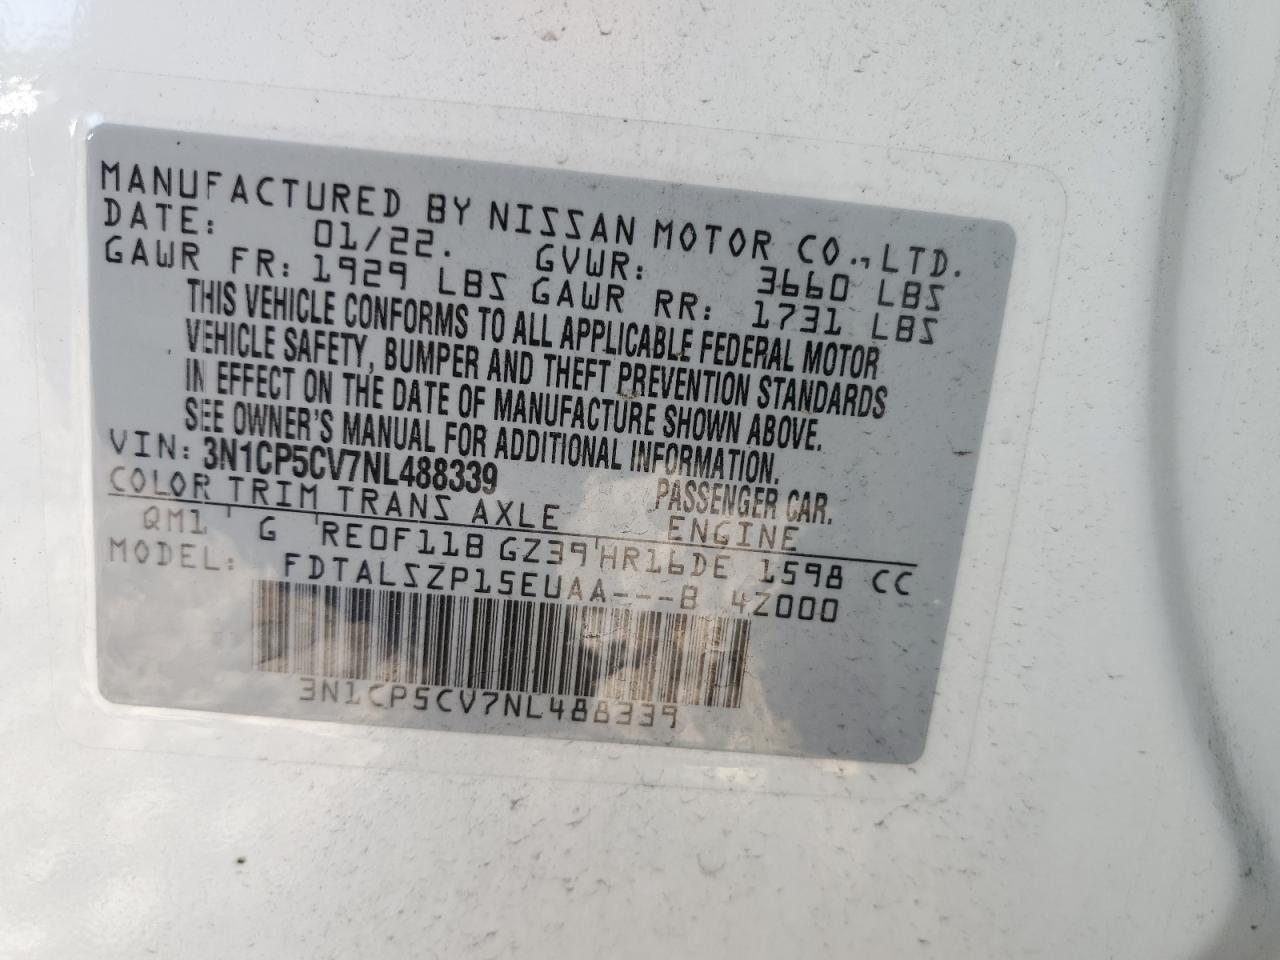 MANUFACTURED BY NISSAN MOTOR CO., LTD.
DATE: 01/22. GVWR: 3660 LBS
GAWR FR: 1929 LBS GAWR RR: 1731 LBS
THIS VEHICLE CONFORMS TO ALL APPLICABLE FEDERAL MOTOR
VEHICLE SAFETY, BUMPER AND THEFT PREVENTION STANDARDS
IN EFFECT ON THE DATE OF MANUFACTURE SHOWN ABOVE.
SEE OWNER'S MANUAL FOR ADDITIONAL INFORMATION.
VIN: 3N1CP5CV7NL488339 PASSENGER CAR.
COLOR TRIM TRANS AXLE ENGINE
QM1 G RE0F11B GZ39 HR16DE 1598 CC
MODEL: FDTALSZP15EUAA---B 4Z000
3N1CP5CV7NL488339